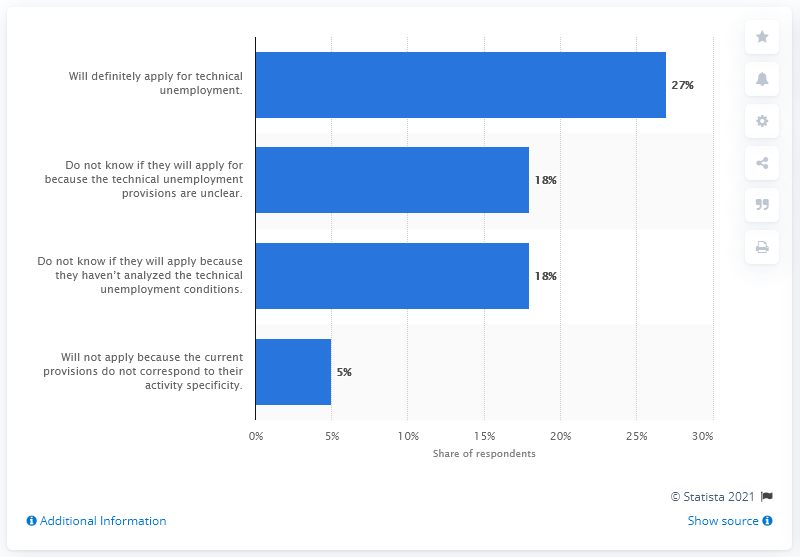 Will definitely apply for technical
unemployment.
27%
Do not know if they will apply for
because the technical unemployment
provisions are unclear.
18%
Do not know if they will apply because
they haven’t analyzed the technical
unemployment conditions.
18%
Will not apply because the current
provisions do not correspond to their
activity specificity.
5%
0% 5% 10% 15% 20% 25% 30%
Share of respondents
© Statista 2021
Additional Information
Show source